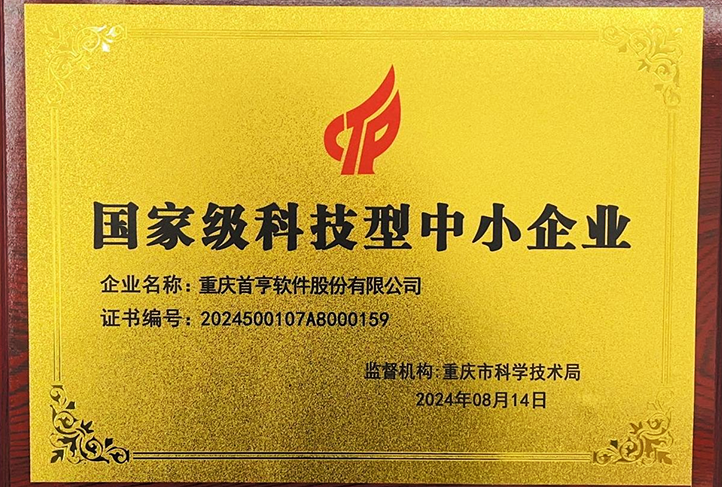 CTP
国家级科技型中小企业
企业名称：重庆首亨软件股份有限公司
证书编号：2024500107A8000159
监督机构:重庆市科学技术局
2024年08月14日